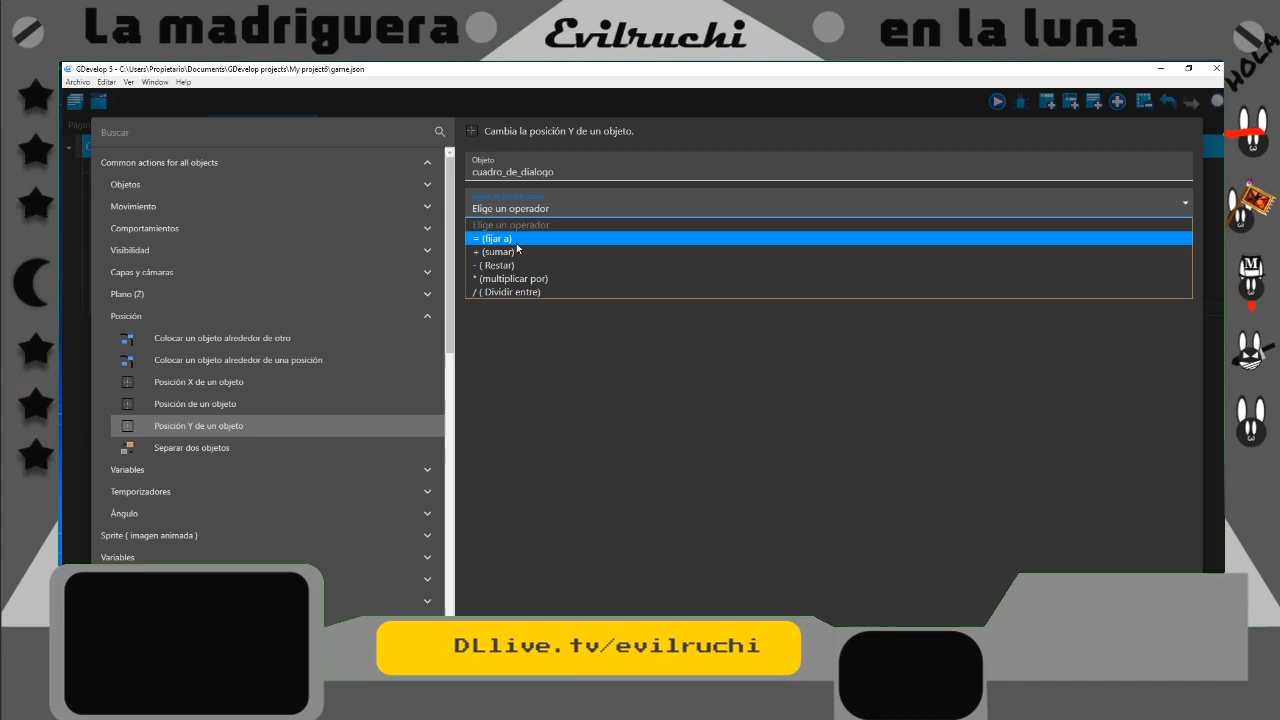 La madriguera
Evilruchi
en la luna
HOLA
GDevelop 5 - C:\Users\Propietario\Documents\GDevelop projects\My project6\game.json
Archivo Editar Ver Window Help
Buscar
Common actions for all objects
Objetos
Movimiento
Comportamientos
Visibilidad
Capas y cámaras
Plano (Z)
Posición
Colocar un objeto alrededor de otro
Colocar un objeto alrededor de una posición
Posición X de un objeto
Posición de un objeto
Posición Y de un objeto
Separar dos objetos
Variables
Temporizadores
Ángulo
Sprite ( imagen animada )
Variables
Cambia la posición Y de un objeto.
Objeto
cuadro_de_dialogo
Elige un operador
Elige un operador
= (fijar a)
+ (sumar)
- ( Restar)
* (multiplicar por)
/ ( Dividir entre)
M
DLlive.tv/evilruchi